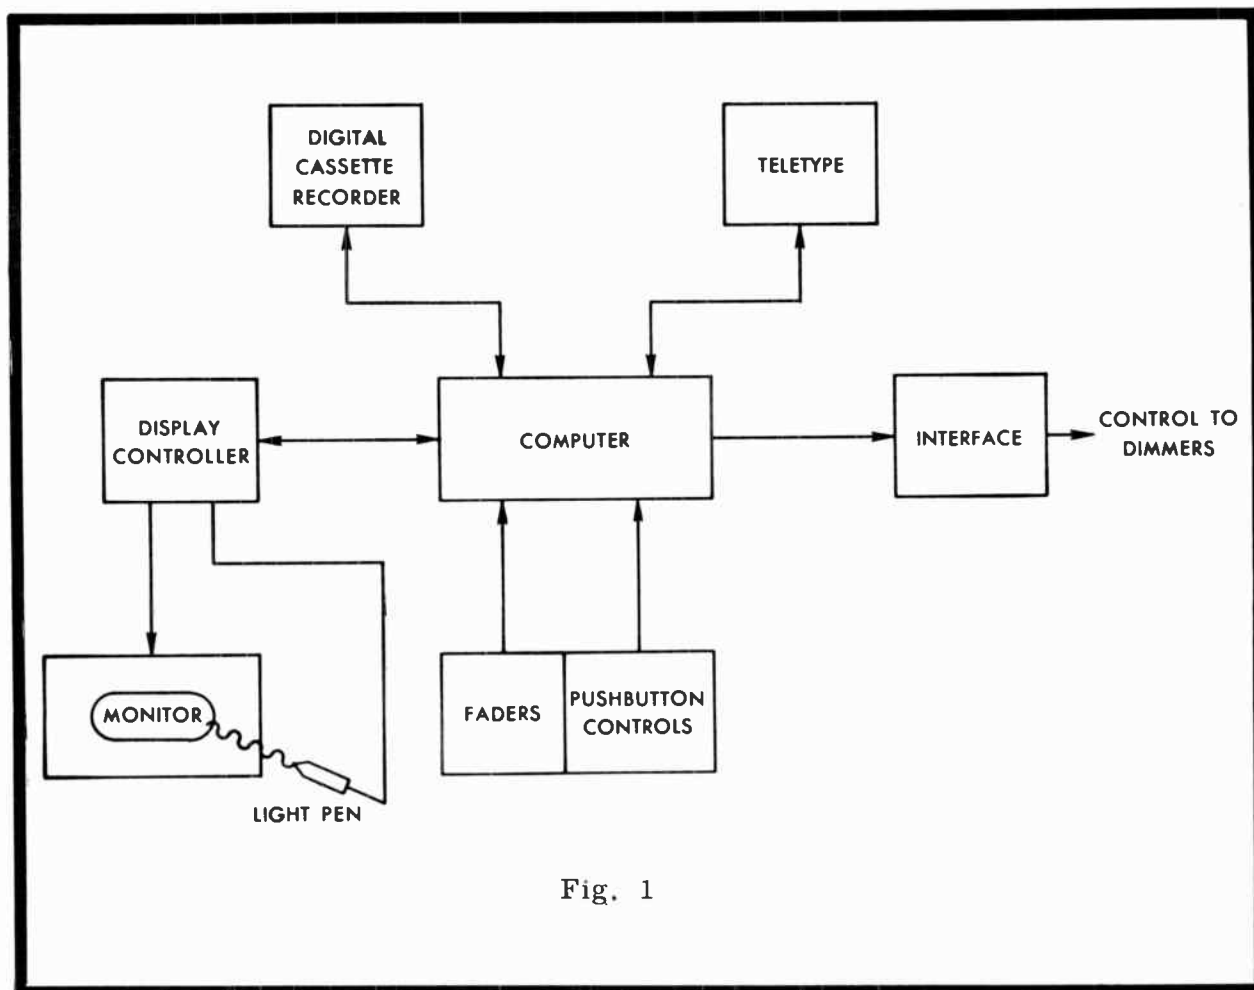 DIGITAL
CASSETTE
RECORDER
TELETYPE
DISPLAY
CONTROLLER
COMPUTER
INTERFACE
CONTROL TO
DIMMERS
MONITOR
LIGHT PEN
FADERS
PUSHBUTTON
CONTROLS
Fig. 1